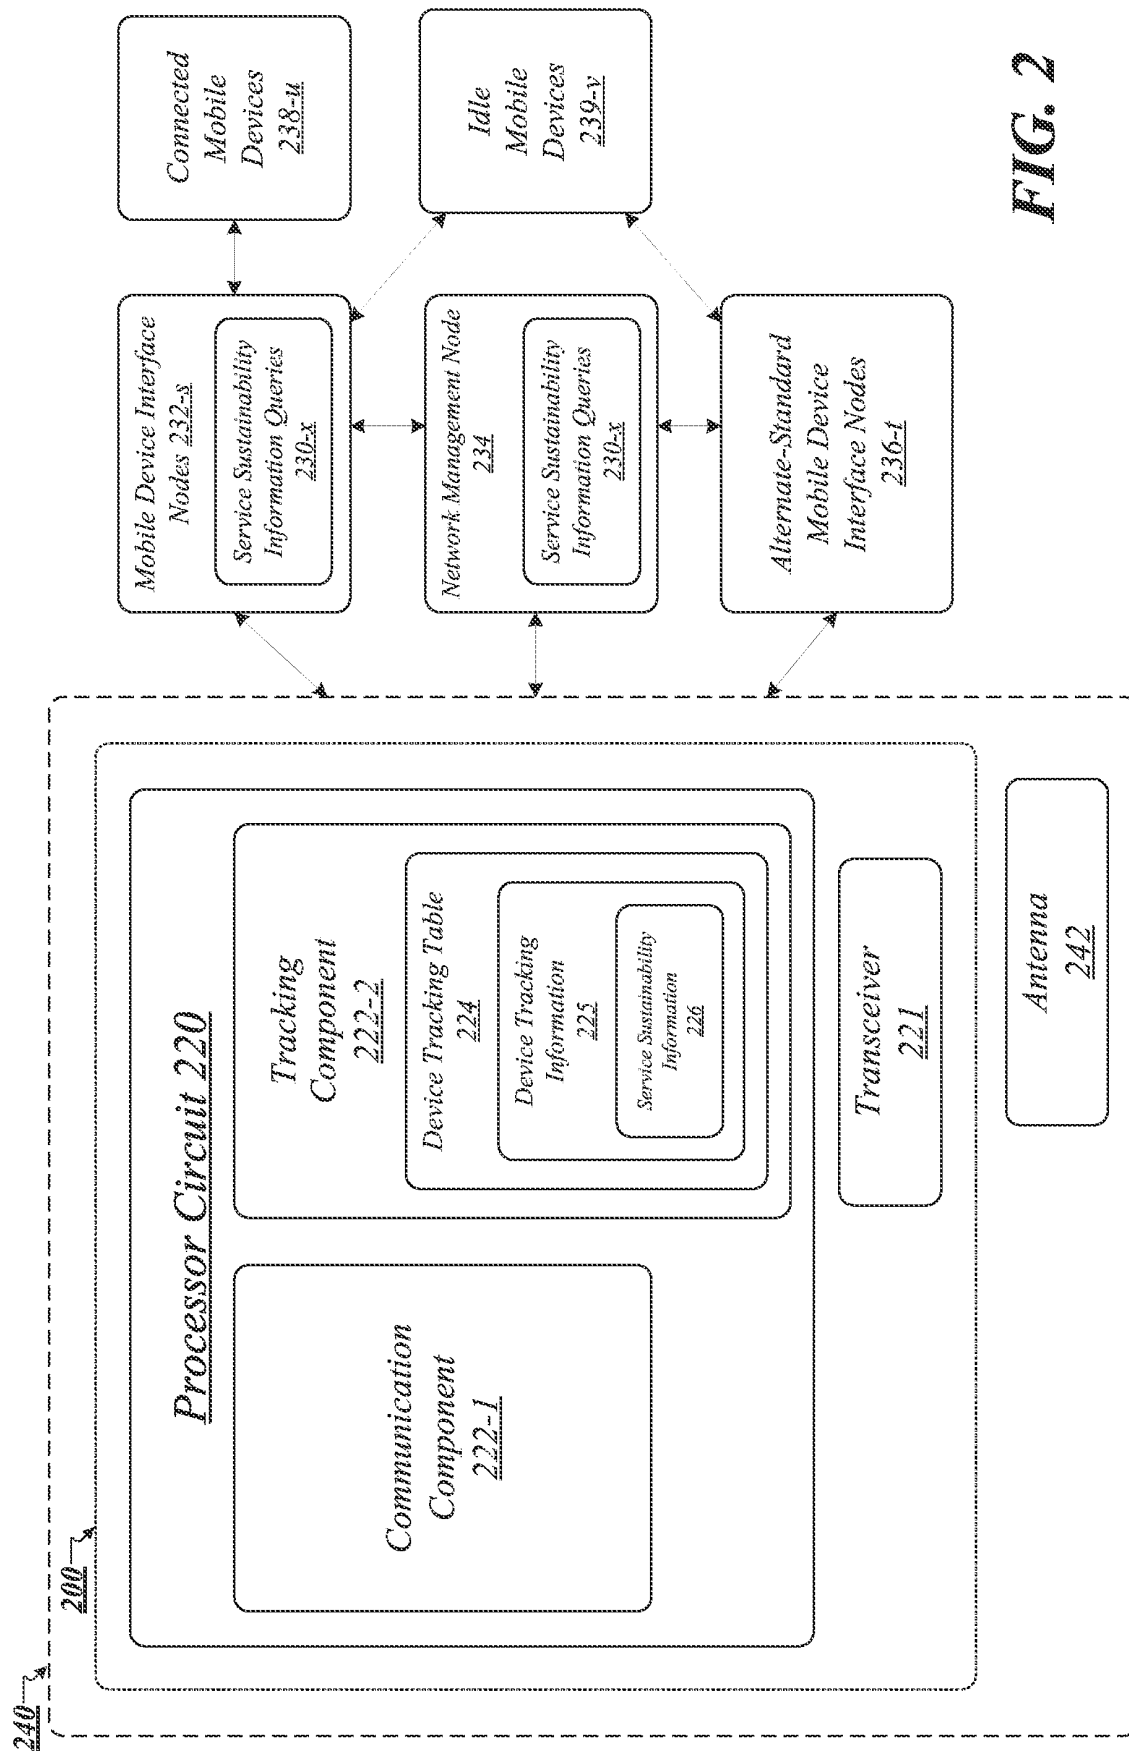 240
200
Processor Circuit 220
Communication
Component
222-1
Tracking
Component
222-2
Device Tracking Table
224
Device Tracking
Information
225
Service Sustainability
Information
226
Transceiver
221
Antenna
242
Mobile Device Interface
Nodes 232-s
Service Sustainability
Information Queries
230-x
Network Management Node
234
Service Sustainability
Information Queries
230-x
Alternate-Standard
Mobile Device
Interface Nodes
236-t
Connected
Mobile
Devices
238-u
Idle
Mobile
Devices
239-v
FIG. 2